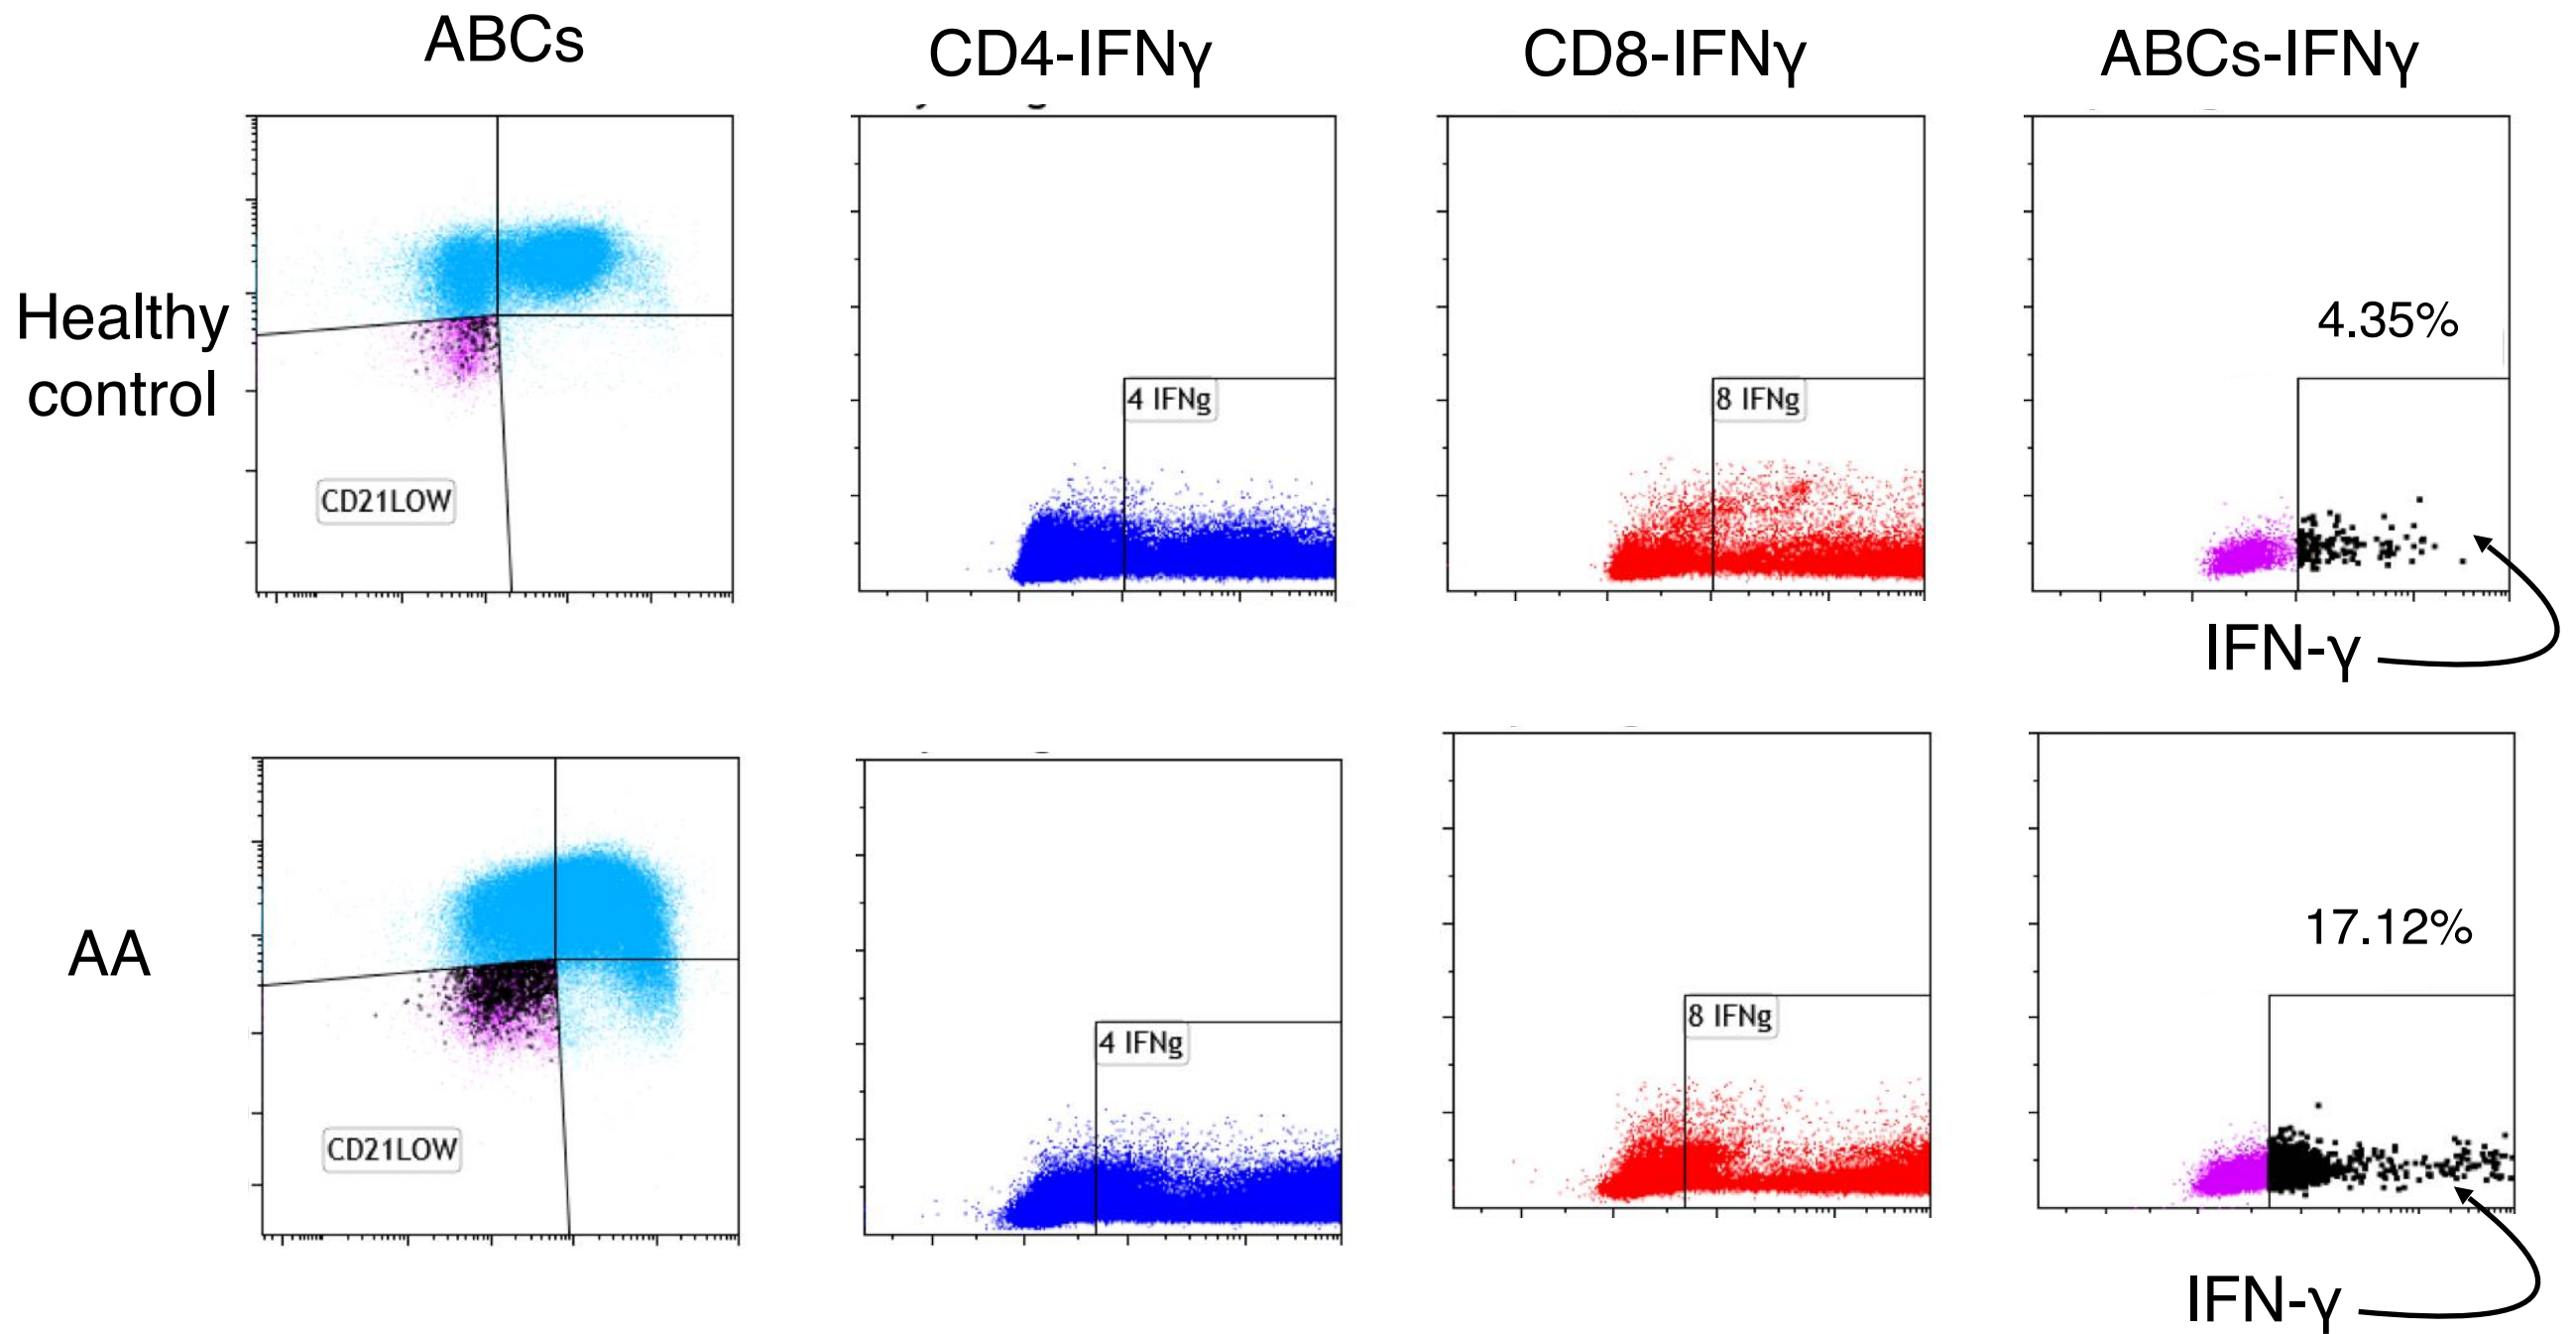 ABCs
CD4-IFNγ
CD8-IFNγ
ABCs-IFNγ
Healthy
control
CD21LOW
4 IFNg
8 IFNg
4.35%
IFN-γ
AA
CD21LOW
4 IFNg
8 IFNg
17.12%
IFN-γ